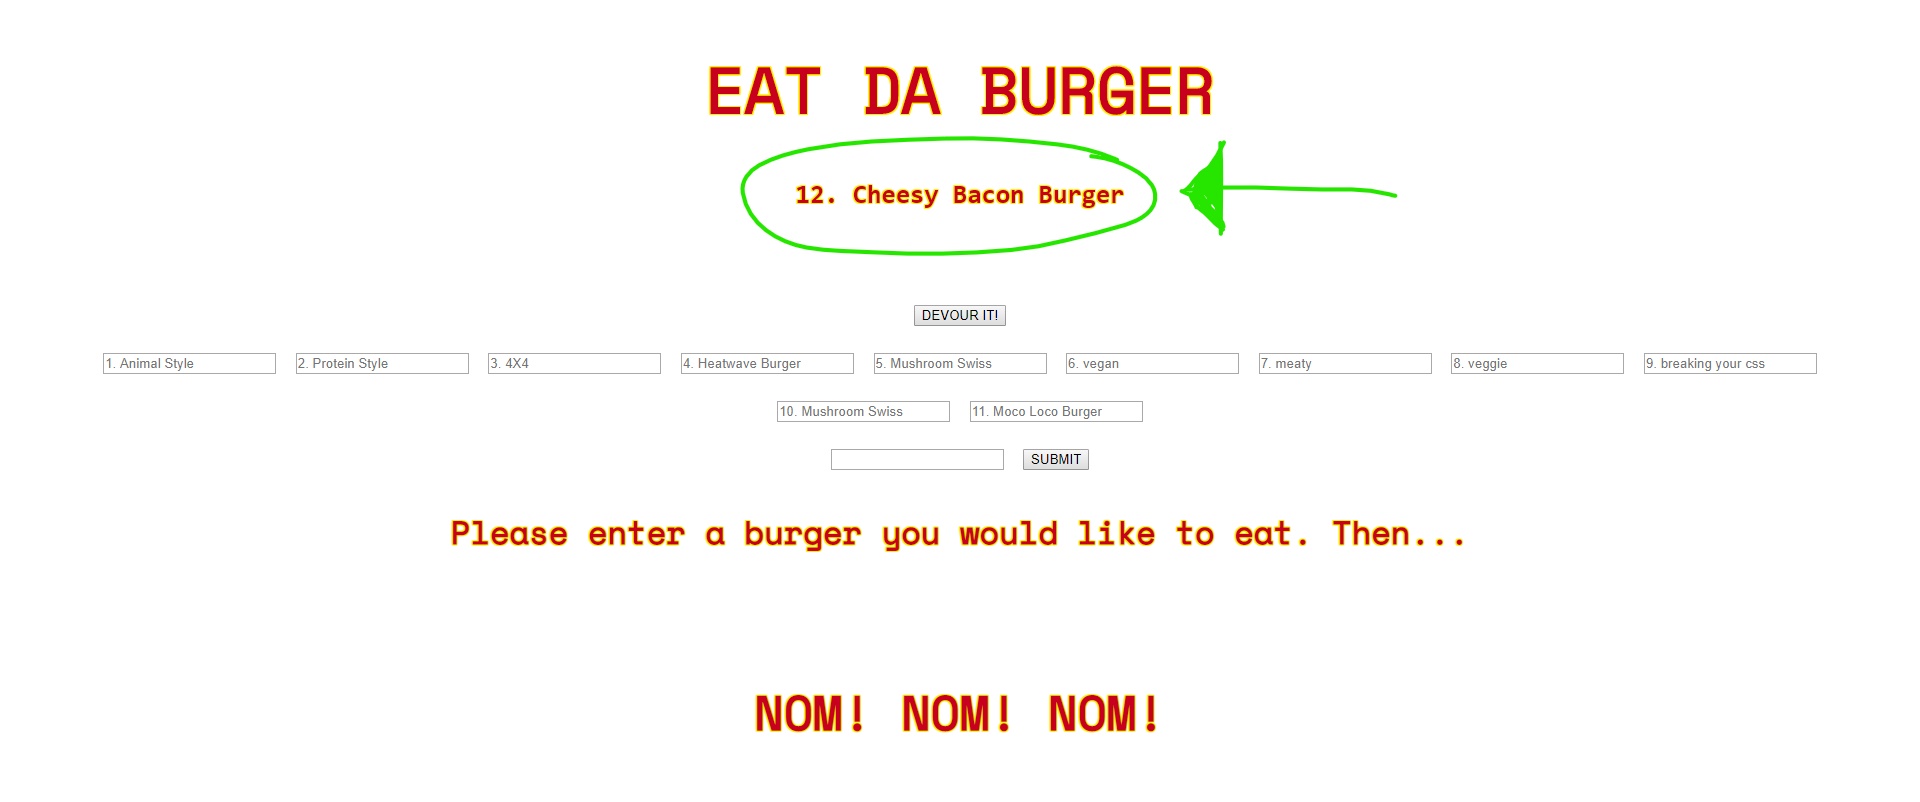 EAT DA BURGER
12. Cheesy Bacon Burger
DEVOUR IT!
1. Animal Style 2. Protein Style 3. 4X4 4. Heatwave Burger 5. Mushroom Swiss 6. vegan 7. meaty 8. veggie 9. breaking your css
10. Mushroom Swiss 11. Moco Loco Burger
SUBMIT
Please enter a burger you would like to eat. Then...
NOM! NOM! NOM!